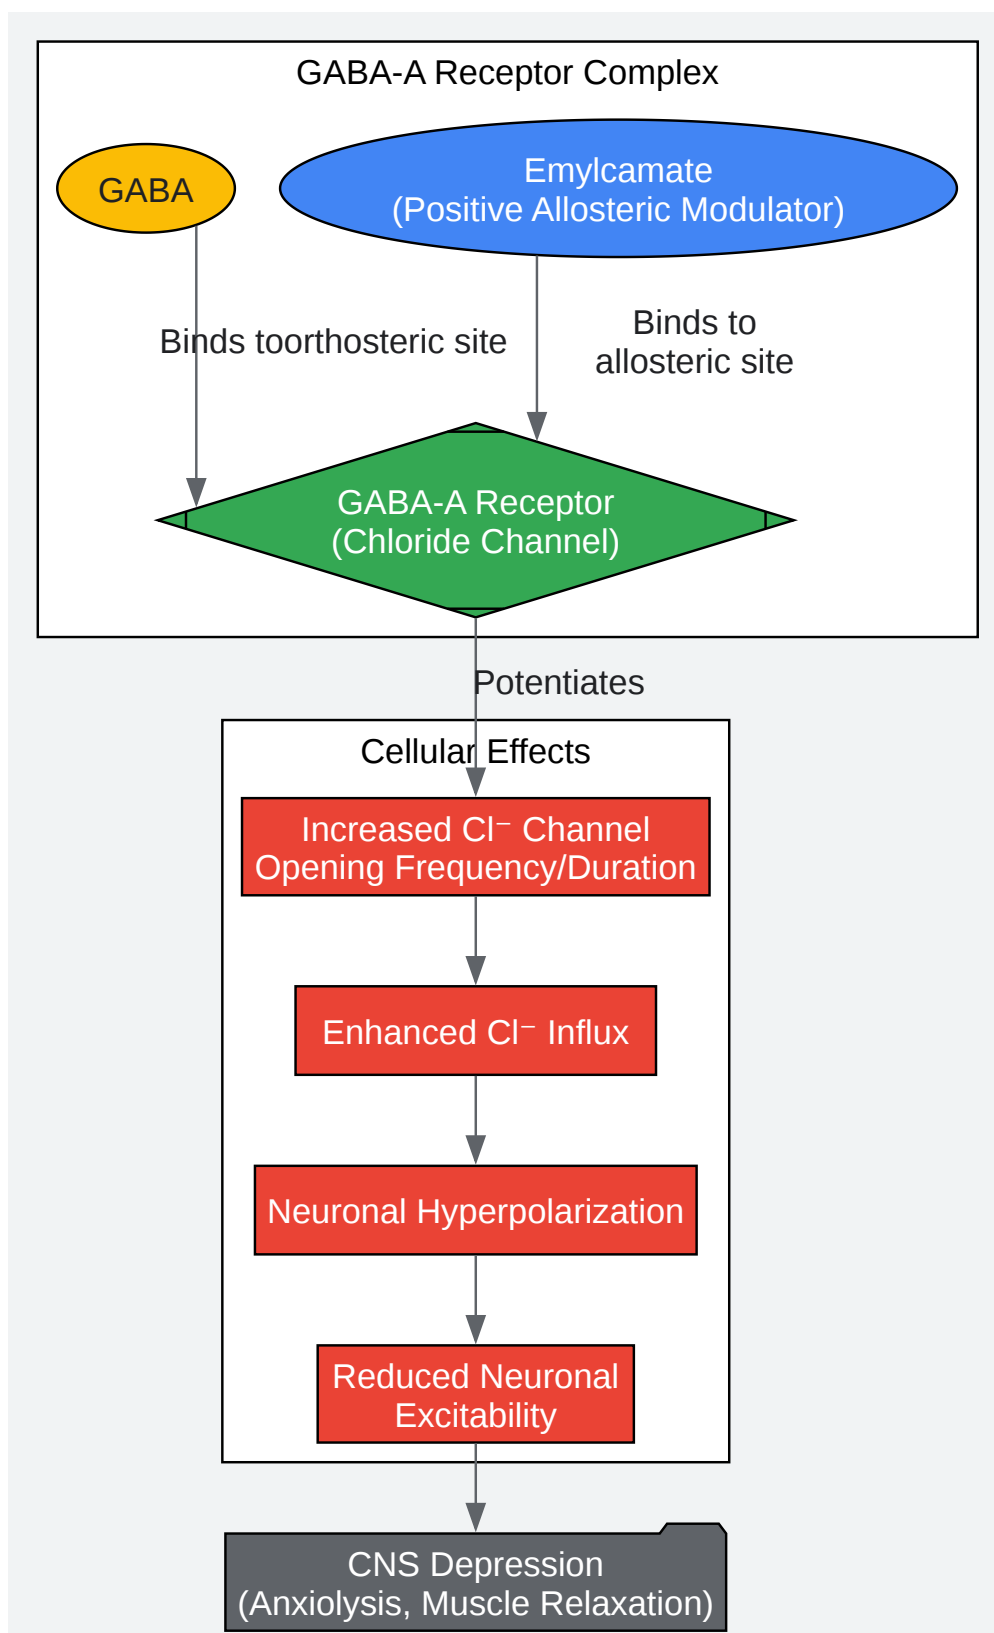 GABA-A Receptor Complex
GABA
Emylcamate
(Positive Allosteric Modulator)
Binds toorthosteric site
Binds to
allosteric site
GABA-A Receptor
(Chloride Channel)
Potentiates
Cellular Effects
Increased Cl⁻ Channel
Opening Frequency/Duration
Enhanced Cl⁻ Influx
Neuronal Hyperpolarization
Reduced Neuronal
Excitability
CNS Depression
(Anxiolysis, Muscle Relaxation)